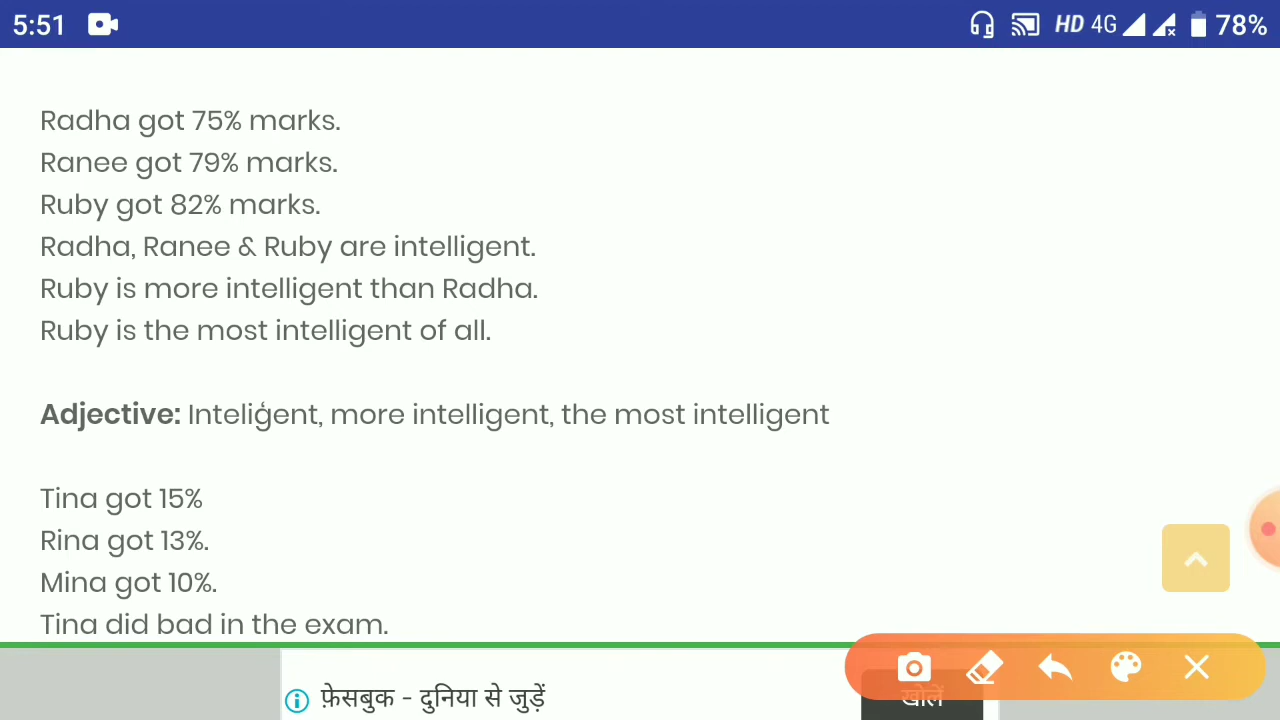 5:51 HD 4G 78%
Radha got 75% marks.
Ranee got 79% marks.
Ruby got 82% marks.
Radha, Ranee & Ruby are intelligent.
Ruby is more intelligent than Radha.
Ruby is the most intelligent of all.
Adjective: Inteligent, more intelligent, the most intelligent
Tina got 15%
Rina got 13%.
Mina got 10%.
Tina did bad in the exam.
फ़ेसबुक - दुनिया से जुड़ें
खोलें